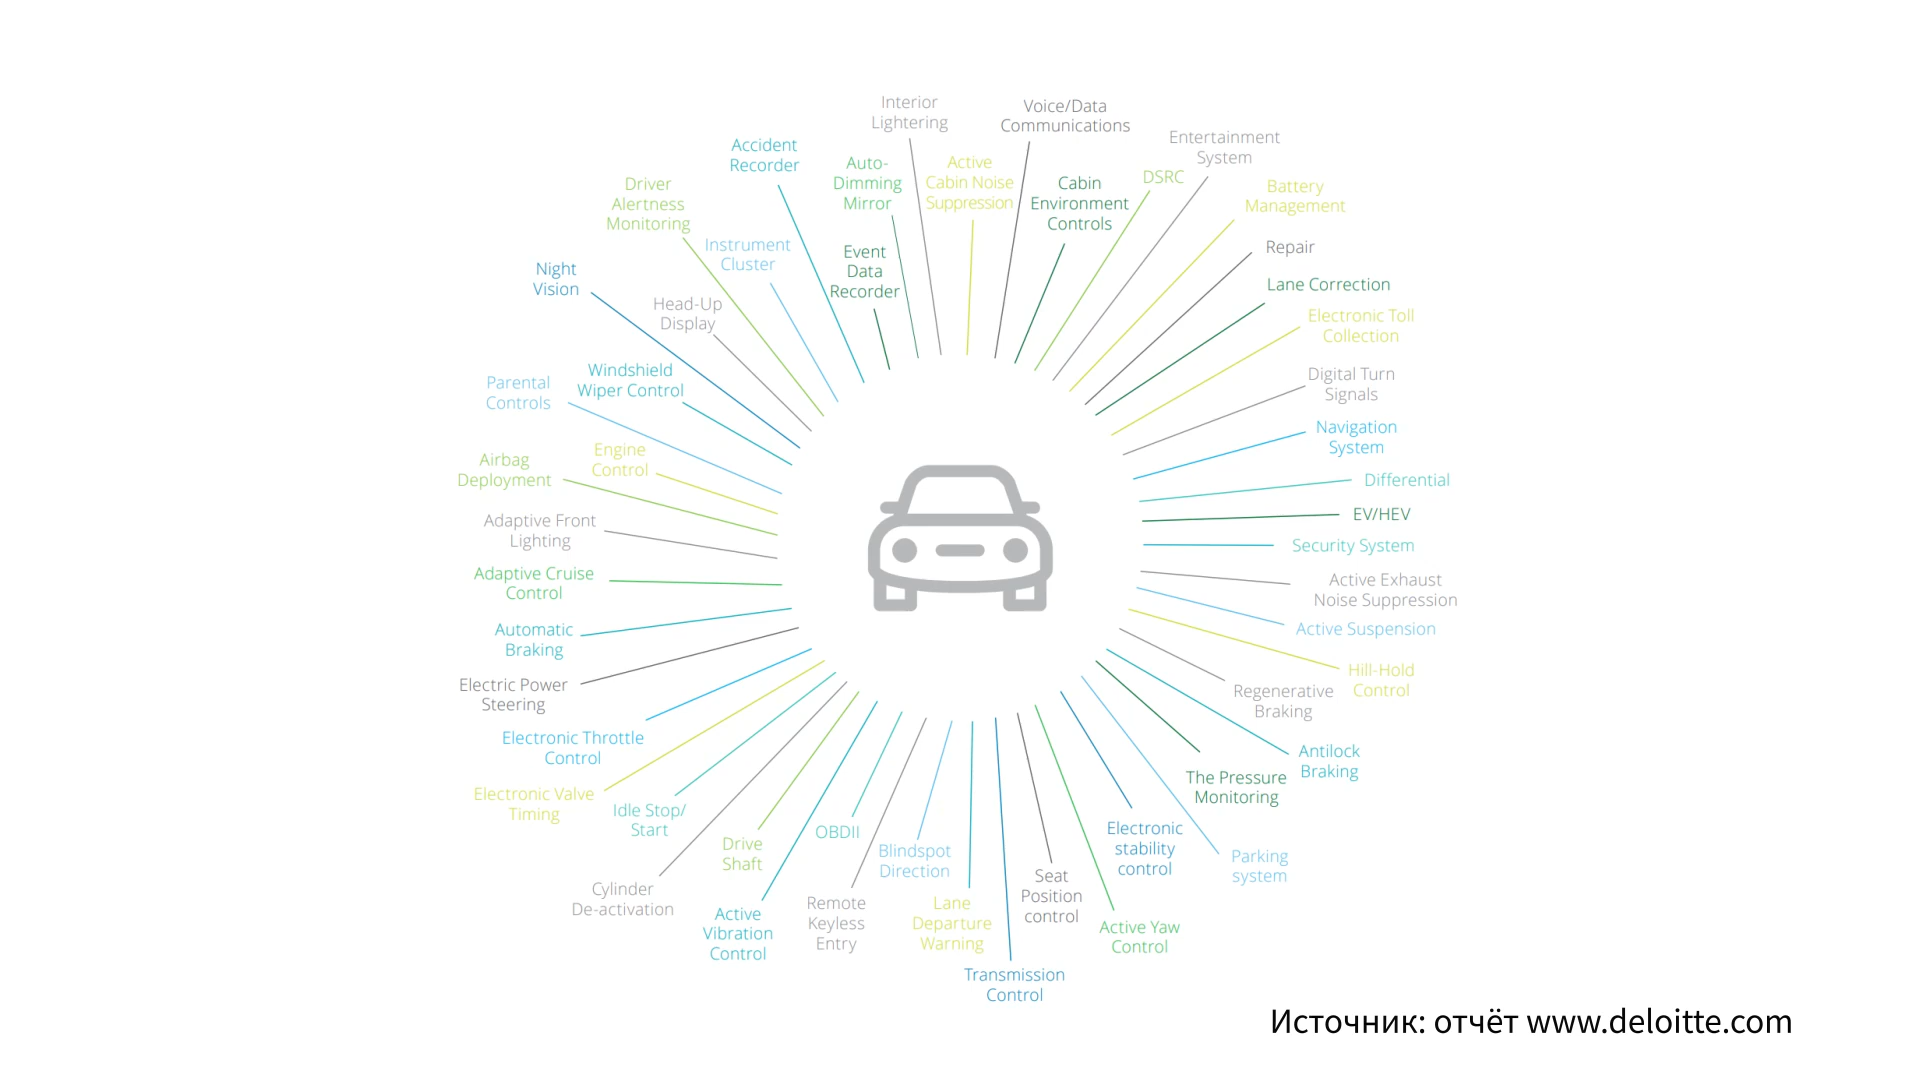 Interior
Lightering
Voice/Data
Communications
Entertainment
System
Accident
Recorder
Auto-
Dimming
Mirror
Active
Cabin Noise
Suppression
Cabin
Environment
Controls
DSRC
Battery
Management
Driver
Alertness
Monitoring
Instrument
Cluster
Event
Data
Recorder
Repair
Night
Vision
Head-Up
Display
Lane Correction
Electronic Toll
Collection
Windshield
Wiper Control
Parental
Controls
Digital Turn
Signals
Engine
Control
Navigation
System
Airbag
Deployment
Differential
Adaptive Front
Lighting
EV/HEV
Security System
Adaptive Cruise
Control
Active Exhaust
Noise Suppression
Automatic
Braking
Active Suspension
Electric Power
Steering
Hill-Hold
Control
Regenerative
Braking
Electronic Throttle
Control
Antilock
Braking
Electronic Valve
Timing
The Pressure
Monitoring
Idle Stop/
Start
Drive
Shaft
OBDII
Blindspot
Direction
Electronic
stability
control
Parking
system
Cylinder
De-activation
Active
Vibration
Control
Remote
Keyless
Entry
Lane
Departure
Warning
Seat
Position
control
Active Yaw
Control
Transmission
Control
Источник: отчёт www.deloitte.com